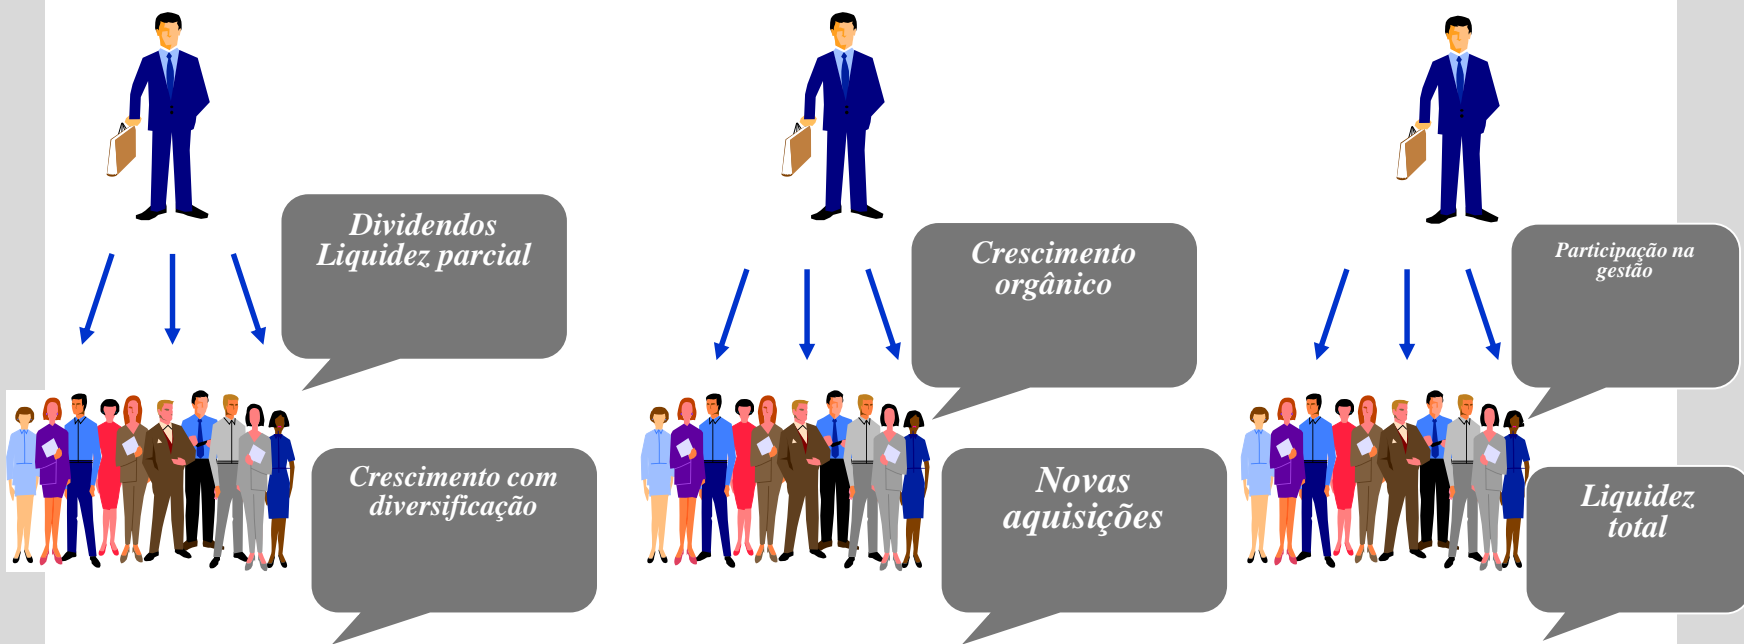 Dividendos
Liquidez parcial
Crescimento com
diversificação
Crescimento
orgânico
Novas
aquisições
Participação na
gestão
Liquidez
total